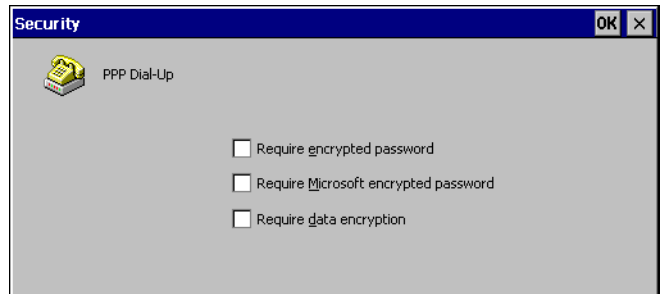 Security OK ×
PPP Dial-Up
Require encrypted password
Require Microsoft encrypted password
Require data encryption